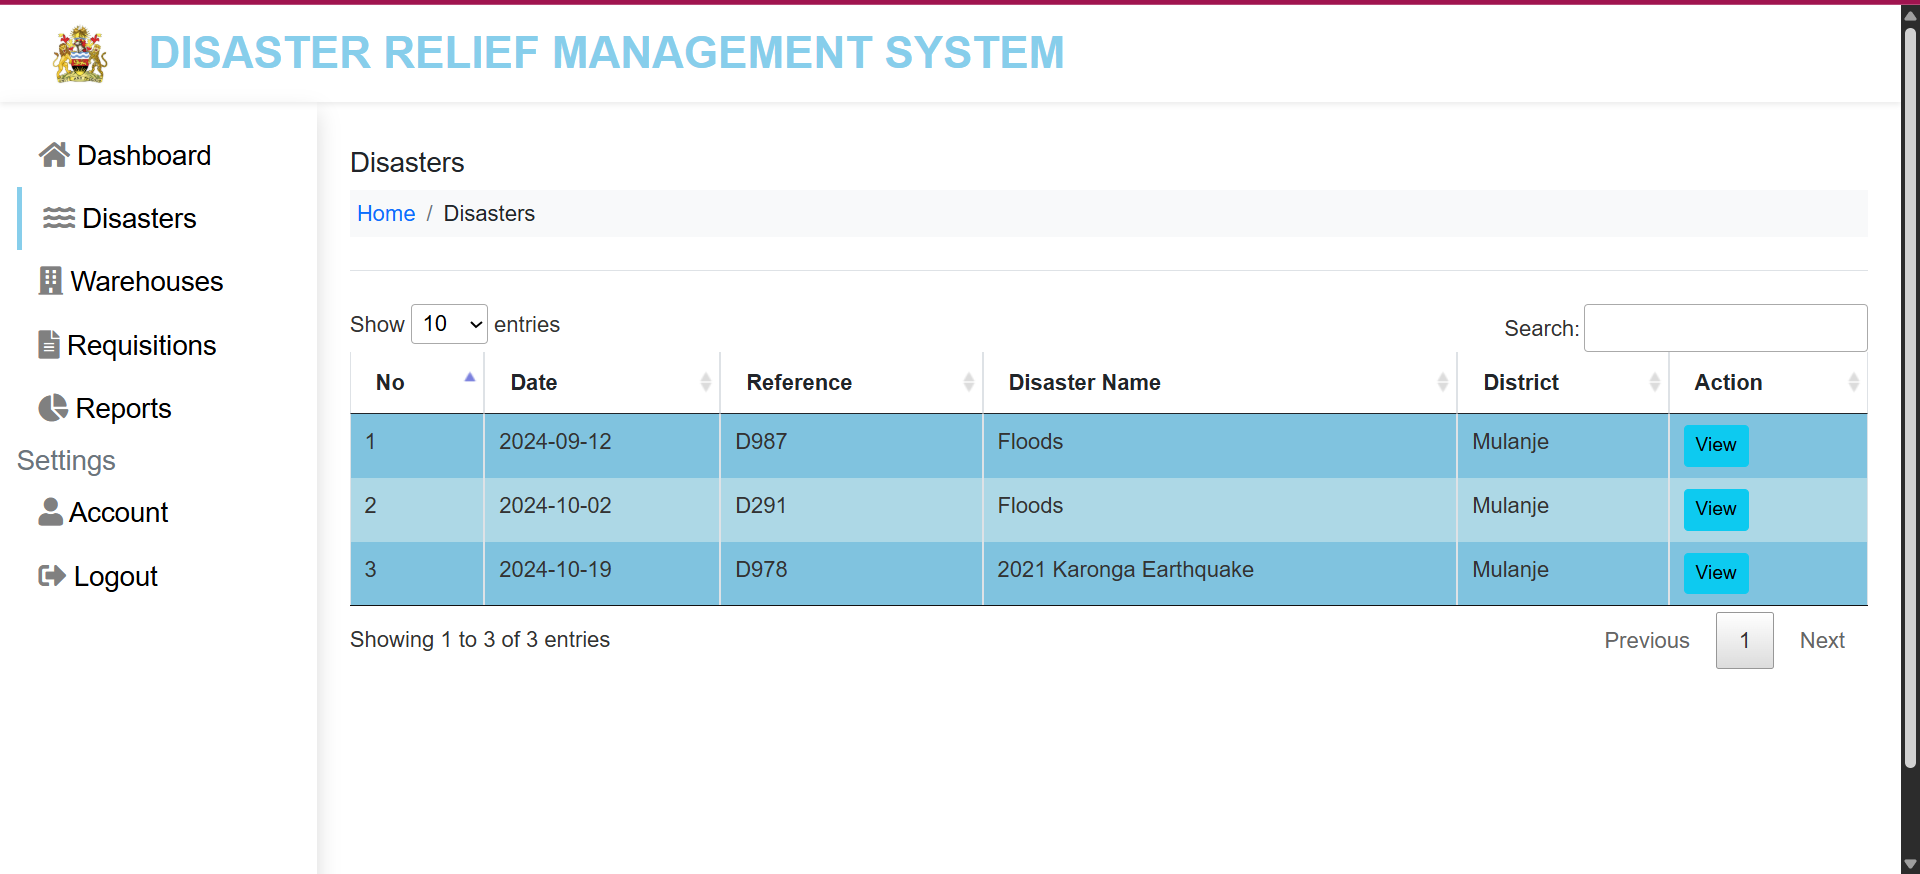 DISASTER RELIEF MANAGEMENT SYSTEM
Dashboard
Disasters
Warehouses
Requisitions
Reports
Settings
Account
Logout
Disasters
Home / Disasters
Show 10 entries
Search:
No Date Reference Disaster Name District Action
1 2024-09-12 D987 Floods Mulanje View
2 2024-10-02 D291 Floods Mulanje View
3 2024-10-19 D978 2021 Karonga Earthquake Mulanje View
Showing 1 to 3 of 3 entries
Previous 1 Next